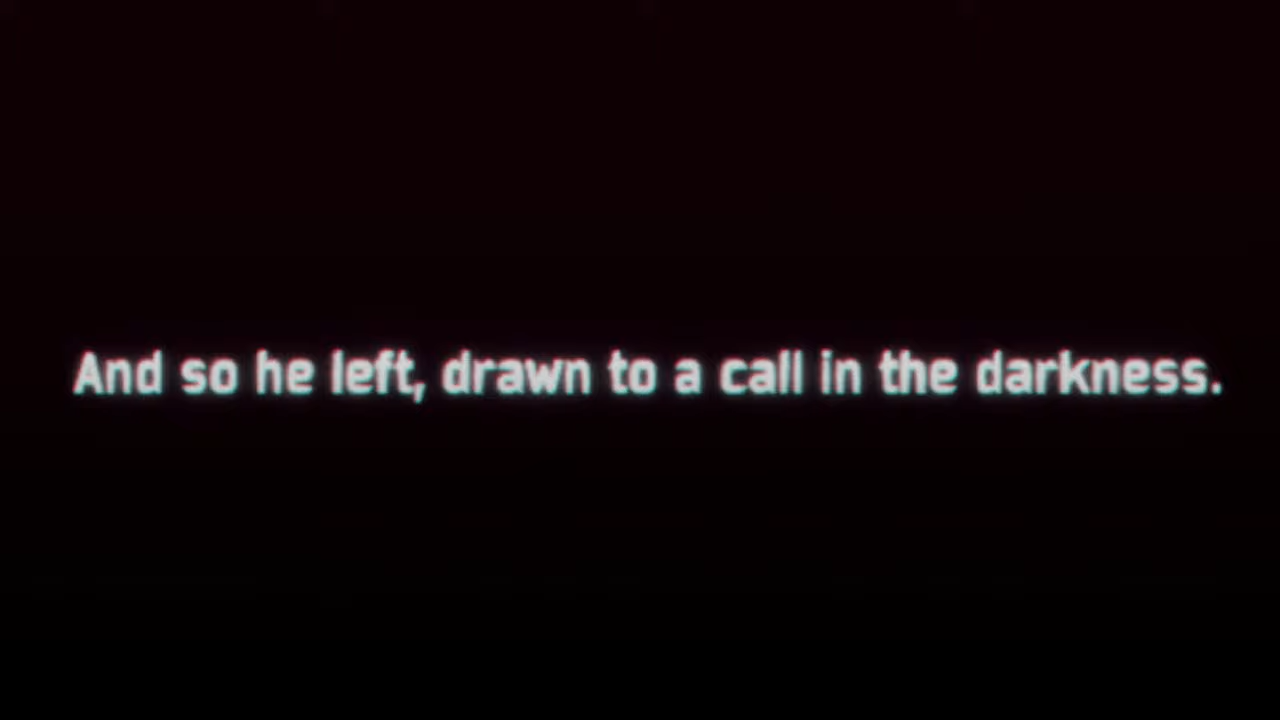 And so he left, drawn to a call in the darkness.